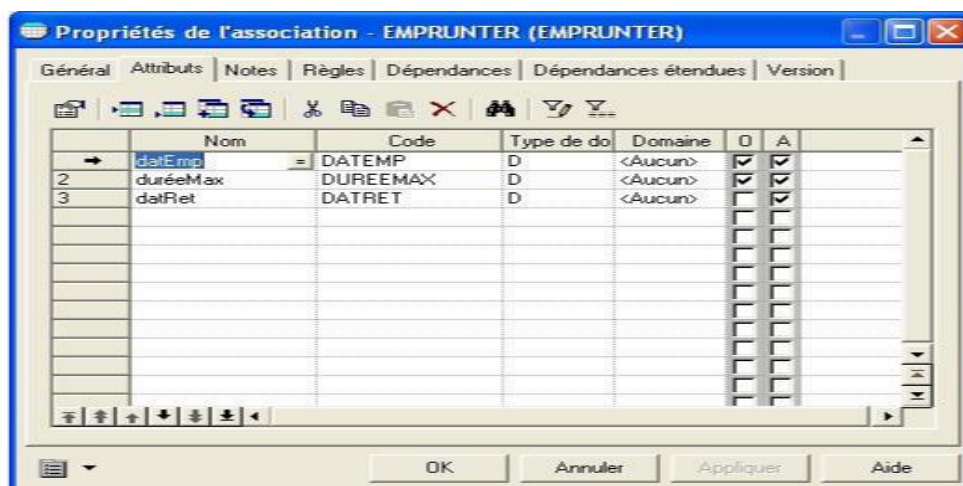 Propriétés de l'association - EMPRUNTER (EMPRUNTER)
Général Attributs Notes Règles Dépendances Dépendances étendues Version
Nom Code Type de do Domaine O A
datEmp = DATEMP D <Aucun>
2 duréeMax DUREEMAX D <Aucun>
3 datRet DATRET D <Aucun>
OK Annuler Appliquer Aide